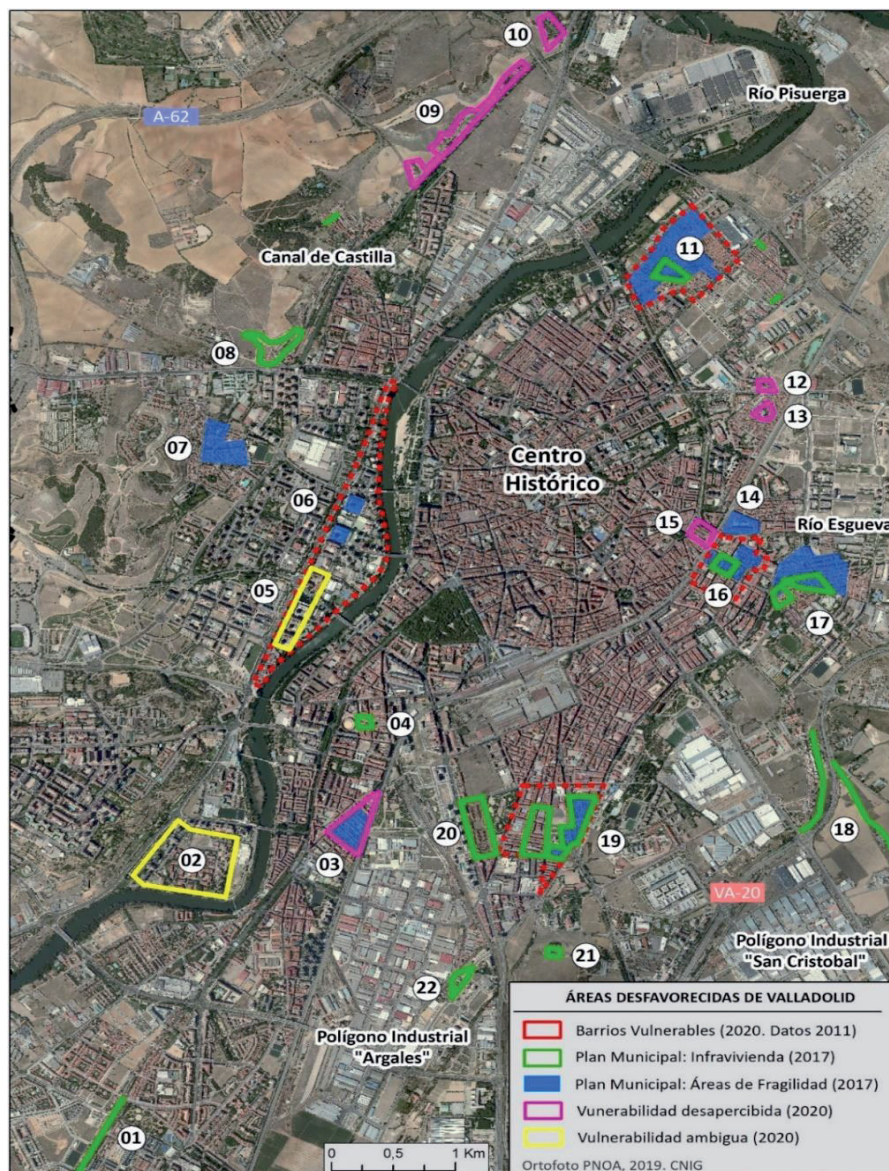 10
09
Río Pisuerga
A-62
11
Canal de Castilla
08
12
13
07
Centro
Histórico
06
14
15
Río Esgueva
05
16
17
04
20
19
18
02
03
VA-20
Polígono Industrial
"San Cristobal"
21
22
Polígono Industrial
"Argales"
01
0 0,5 1 Km
ÁREAS DESFAVORECIDAS DE VALLADOLID
Barrios Vulnerables (2020. Datos 2011)
Plan Municipal: Infravivienda (2017)
Plan Municipal: Áreas de Fragilidad (2017)
Vunerabilidad desapercibida (2020)
Vulnerabilidad ambigua (2020)
Ortofoto PNOA, 2019. CNIG